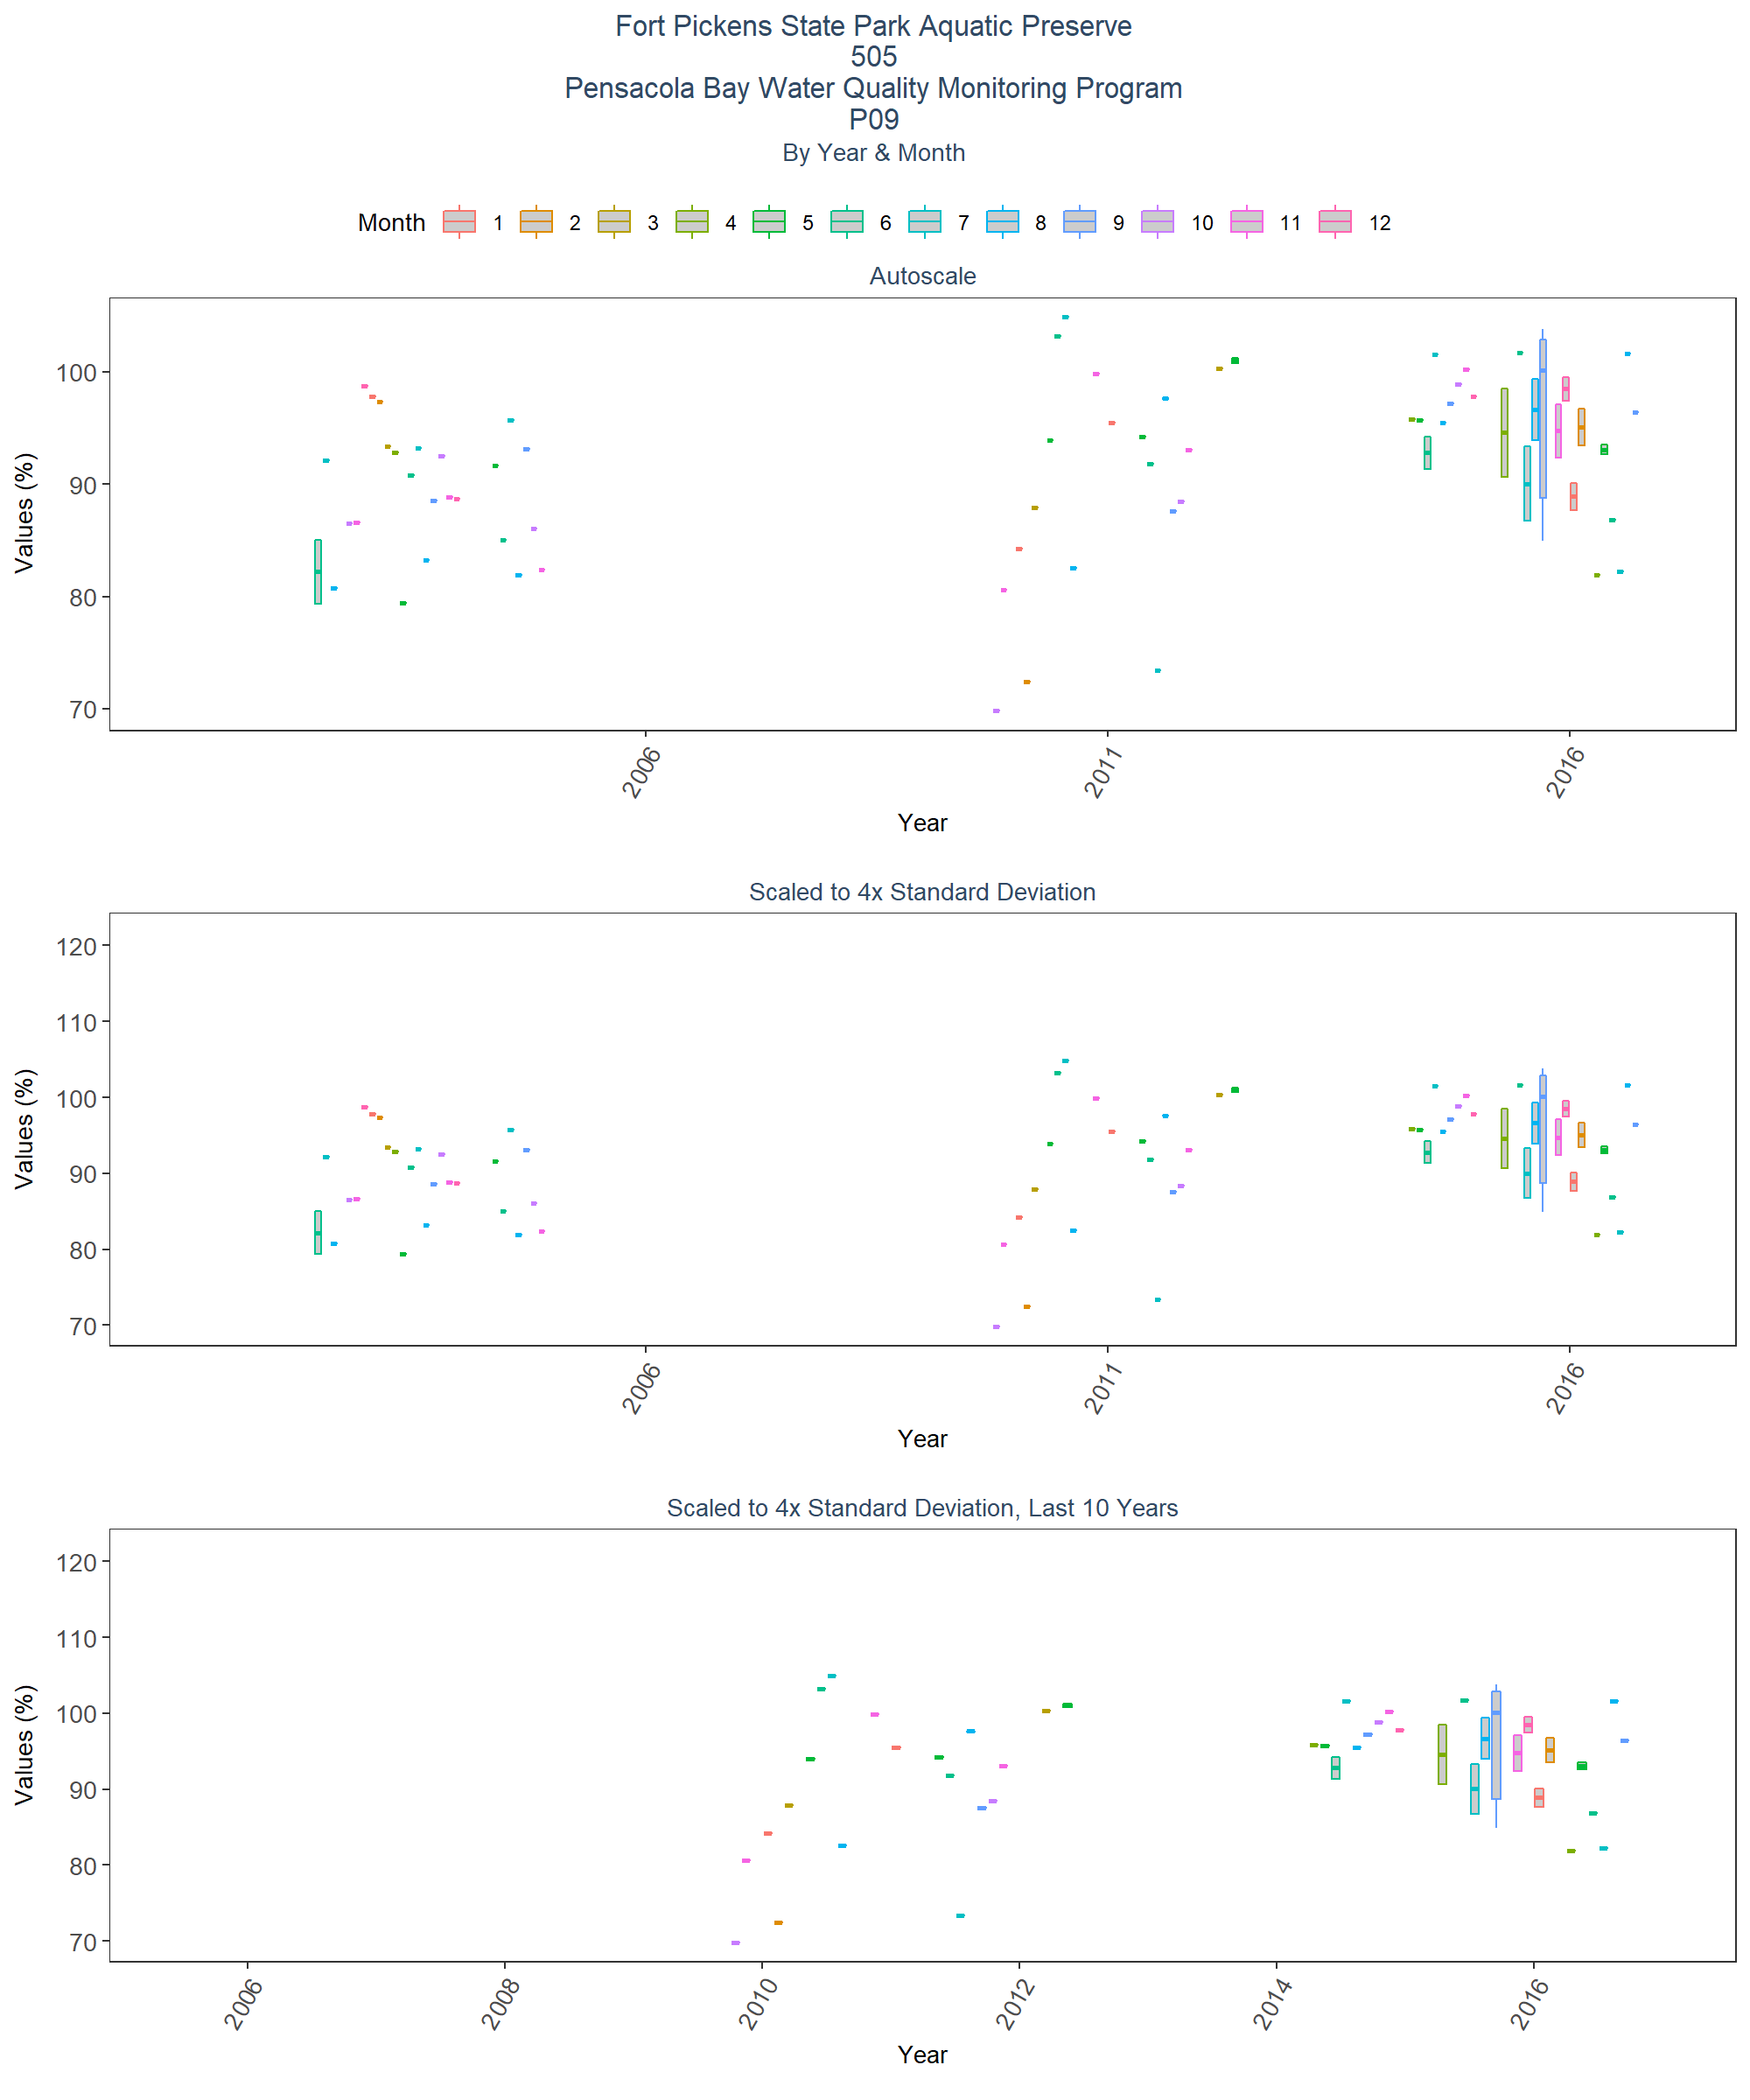 Fort Pickens State Park Aquatic Preserve
505
Pensacola Bay Water Quality Monitoring Program
P09
By Year & Month
Month 1 2 3 4 5 6 7 8 9 10 11 12
Autoscale
Values (%)
100
90
80
70
2006 2011 2016
Year
Scaled to 4x Standard Deviation
Values (%)
120
110
100
90
80
70
2006 2011 2016
Year
Scaled to 4x Standard Deviation, Last 10 Years
Values (%)
120
110
100
90
80
70
2006 2008 2010 2012 2014 2016
Year